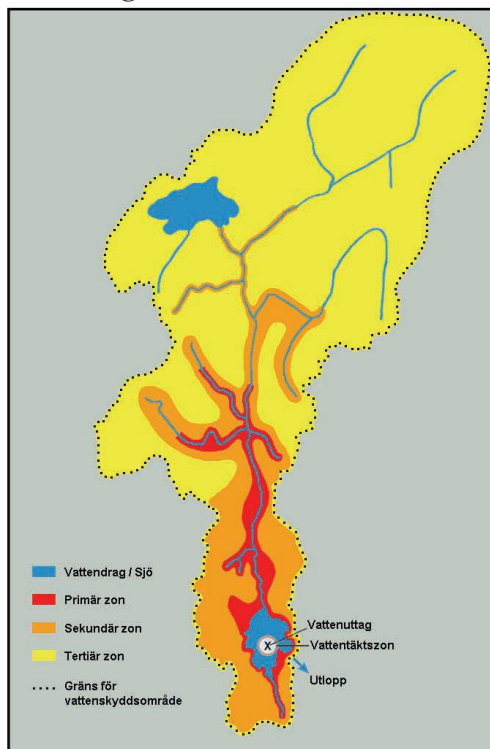 Vattenuttag
X
Vattentäktszon
Utlopp
Vattendrag / Sjö
Primär zon
Sekundär zon
Tertiär zon
Gräns för
vattenskyddsområde